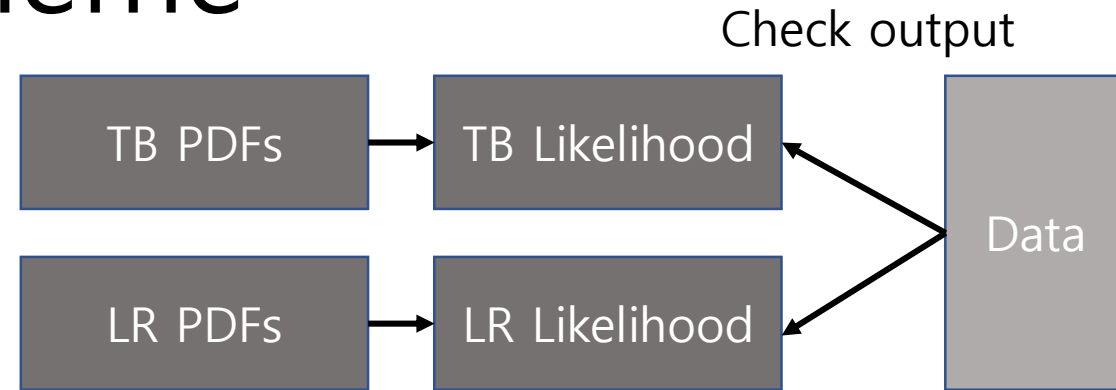 Check output
TB PDFs
TB Likelihood
Data
LR PDFs
LR Likelihood